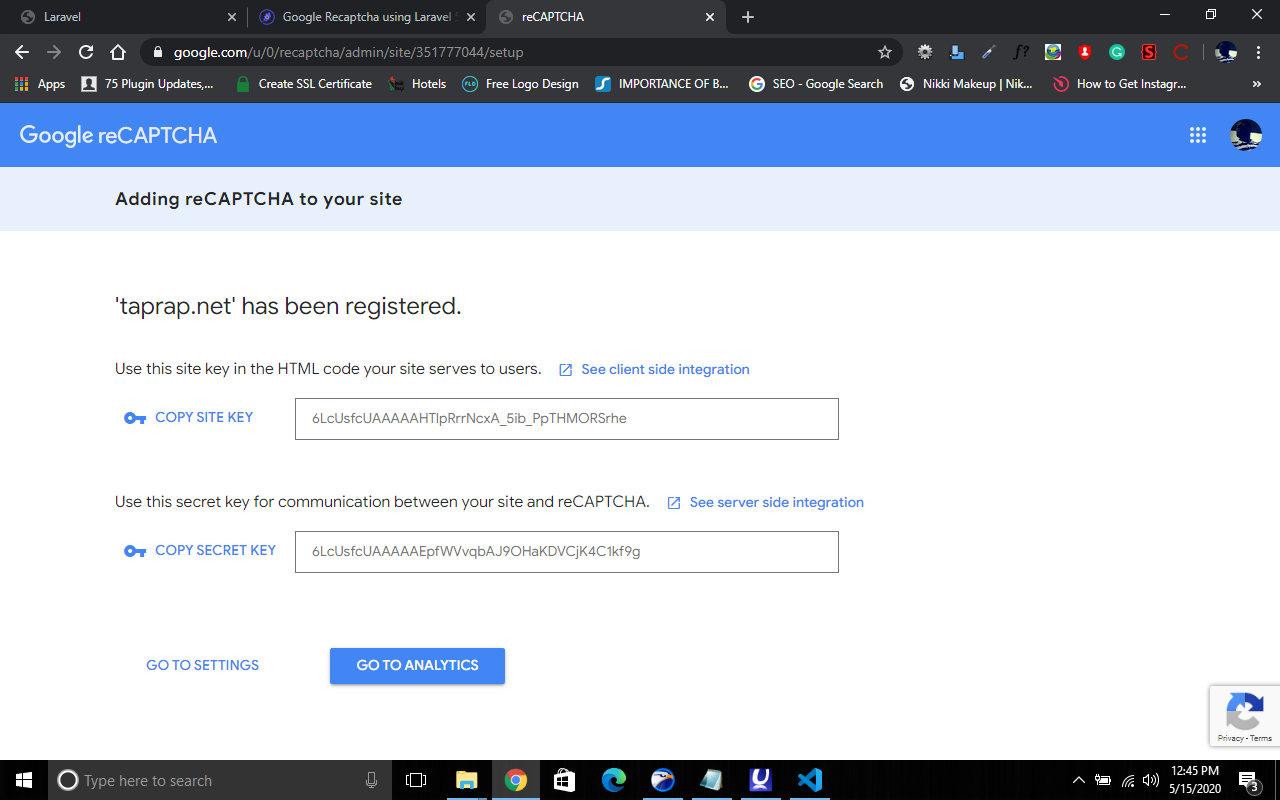 Laravel
Google Recaptcha using Laravel
reCAPTCHA
google.com/u/0/recaptcha/admin/site/351777044/setup
f?
Apps
75 Plugin Updates,...
Create SSL Certificate
Hotels
FLD
Free Logo Design
IMPORTANCE OF B...
SEO - Google Search
Nikki Makeup | Nik...
How to Get Instagr...
»
Google reCAPTCHA
Adding reCAPTCHA to your site
'taprap.net' has been registered.
Use this site key in the HTML code your site serves to users.
See client side integration
COPY SITE KEY
6LcUsfcUAAAAAHTlpRrrNcxA_5ib_PpTHMORSrhe
Use this secret key for communication between your site and reCAPTCHA.
See server side integration
COPY SECRET KEY
6LcUsfcUAAAAAEpfWVvqbAJ9OHaKDVCjK4C1kf9g
GO TO SETTINGS
GO TO ANALYTICS
Privacy - Terms
Type here to search
12:45 PM
5/15/2020
3